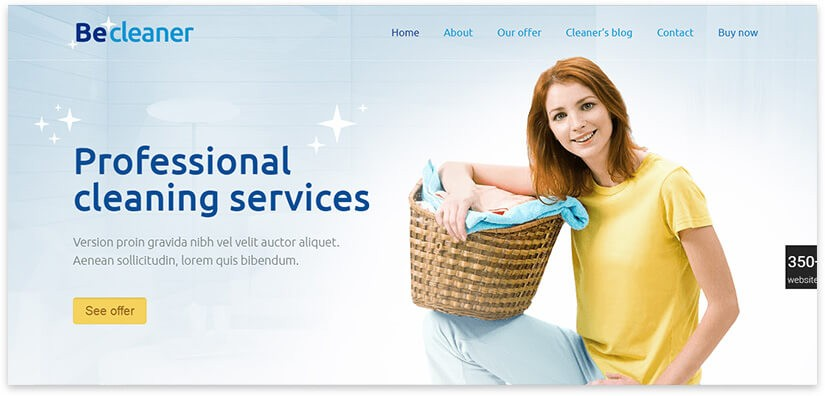 Becleaner
Home About Our offer Cleaner's blog Contact Buy now
Professional
cleaning services
Version proin gravida nibh vel velit auctor aliquet.
Aenean sollicitudin, lorem quis bibendum.
See offer
350+
website